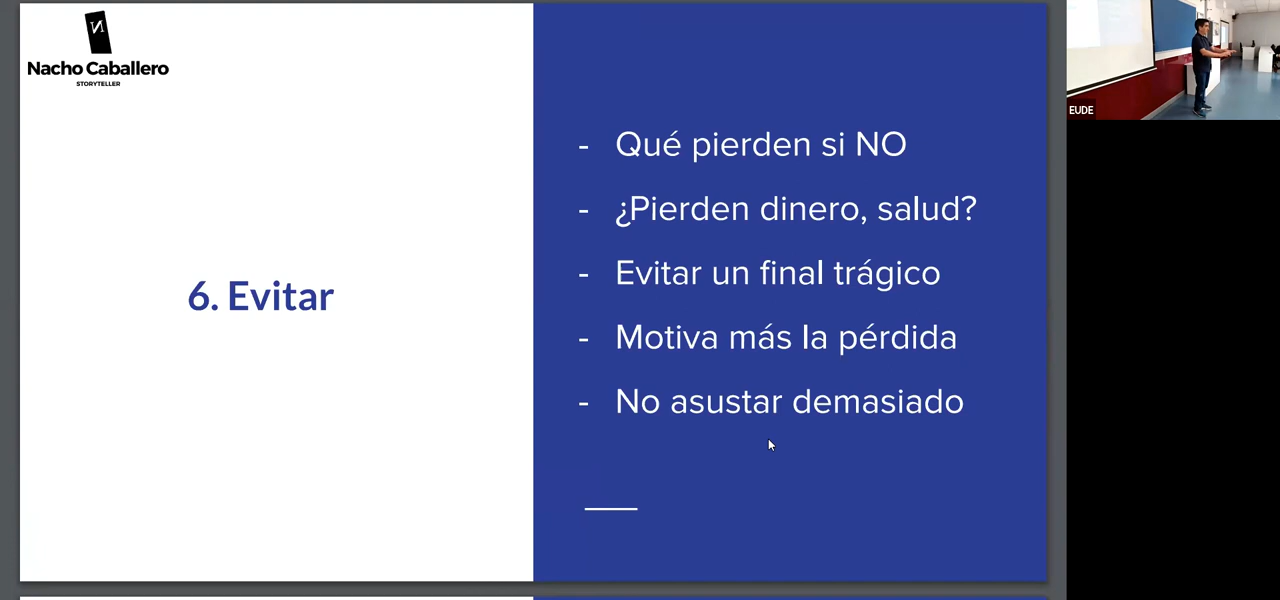 Nacho Caballero
STORYTELLER
6. Evitar
- Qué pierden si NO
- ¿Pierden dinero, salud?
- Evitar un final trágico
- Motiva más la pérdida
- No asustar demasiado
EUDE